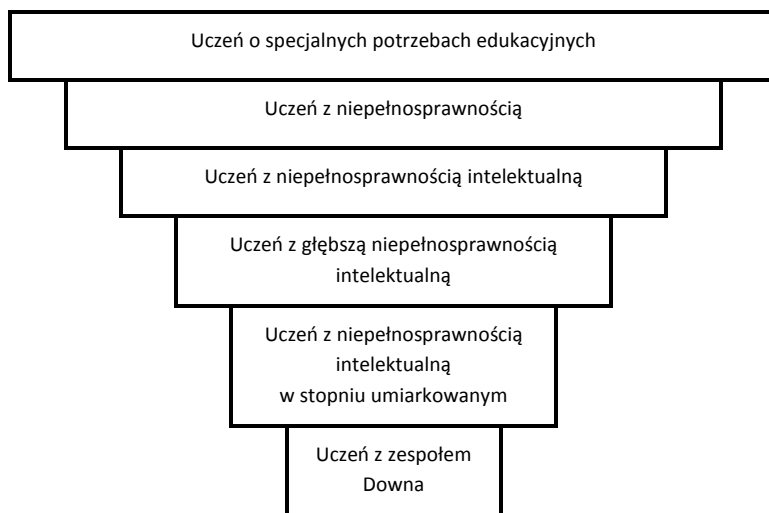 Uczeń o specjalnych potrzebach edukacyjnych
Uczeń z niepełnosprawnością
Uczeń z niepełnosprawnością intelektualną
Uczeń z głębszą niepełnosprawnością
intelektualną
Uczeń z niepełnosprawnością
intelektualną
w stopniu umiarkowanym
Uczeń z zespołem
Downa